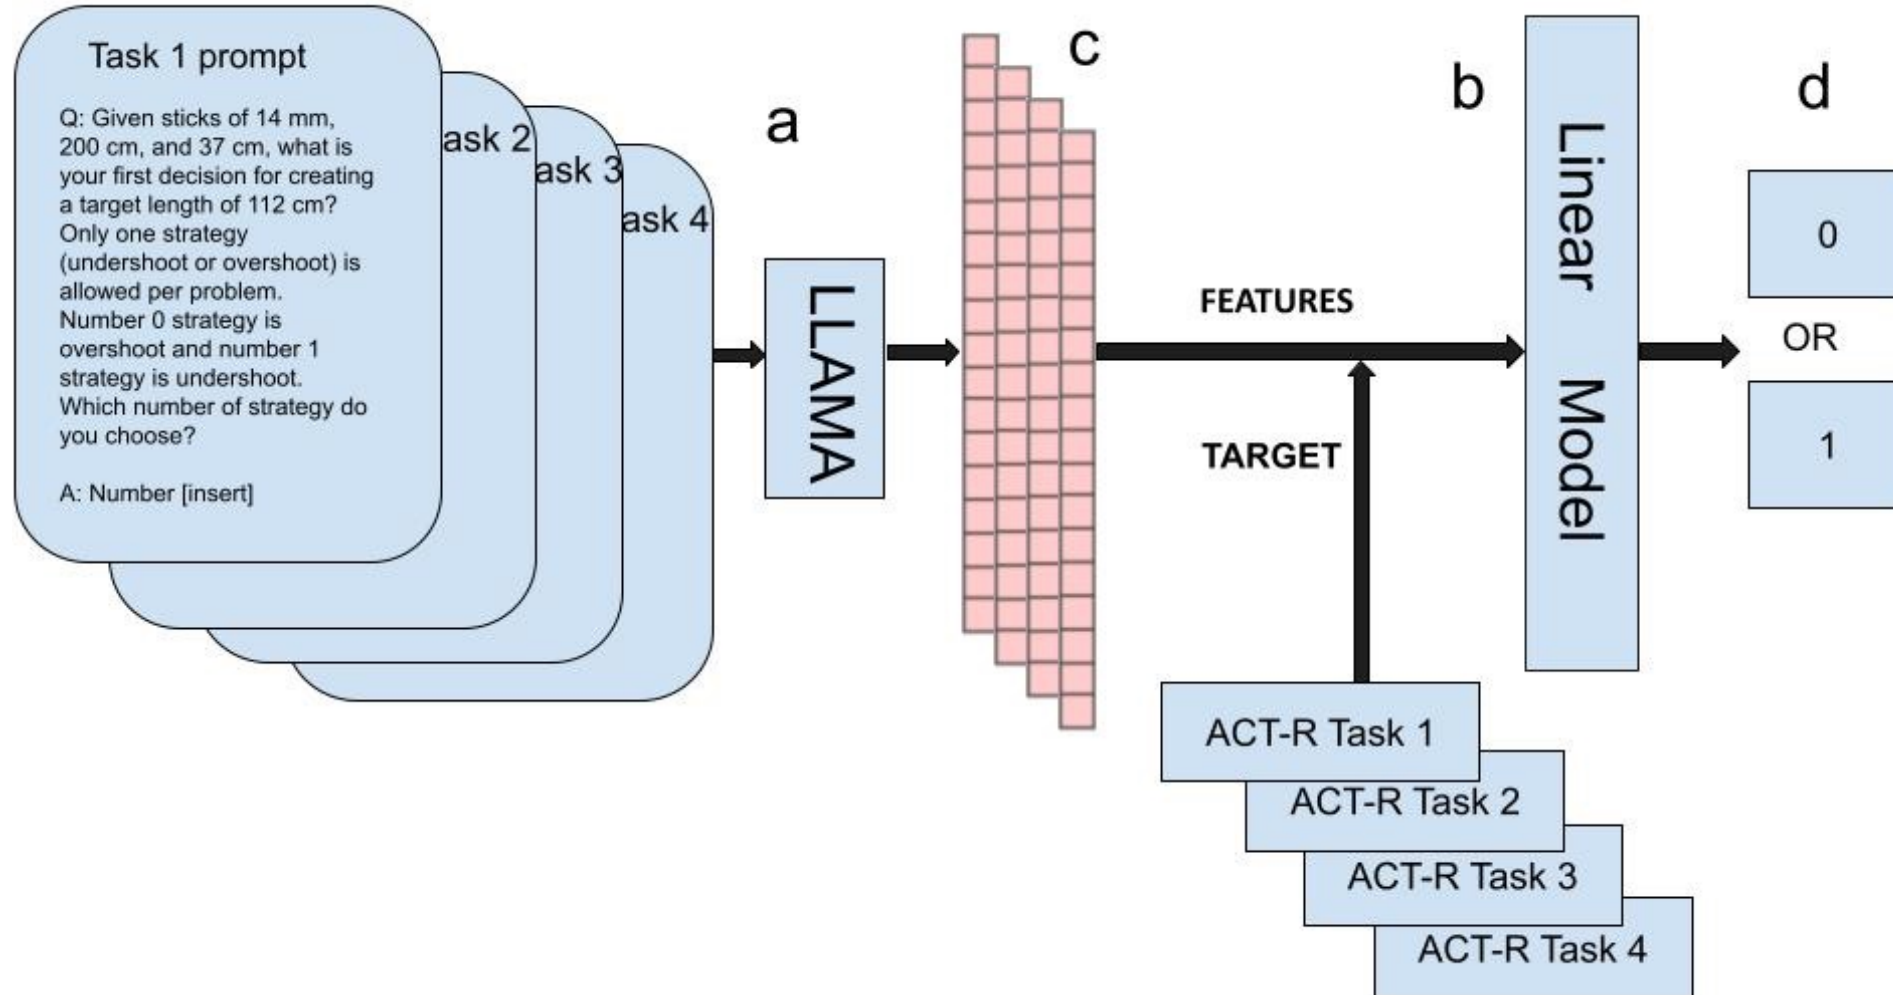 Task 1 prompt
Q: Given sticks of 14 mm,
200 cm, and 37 cm, what is
your first decision for creating
a target length of 112 cm?
Only one strategy
(undershoot or overshoot) is
allowed per problem.
Number 0 strategy is
overshoot and number 1
strategy is undershoot.
Which number of strategy do
you choose?
A: Number [insert]
ask 2
ask 3
ask 4
a
LLAMA
c
FEATURES
TARGET
b
Linear Model
d
0
OR
1
ACT-R Task 1
ACT-R Task 2
ACT-R Task 3
ACT-R Task 4